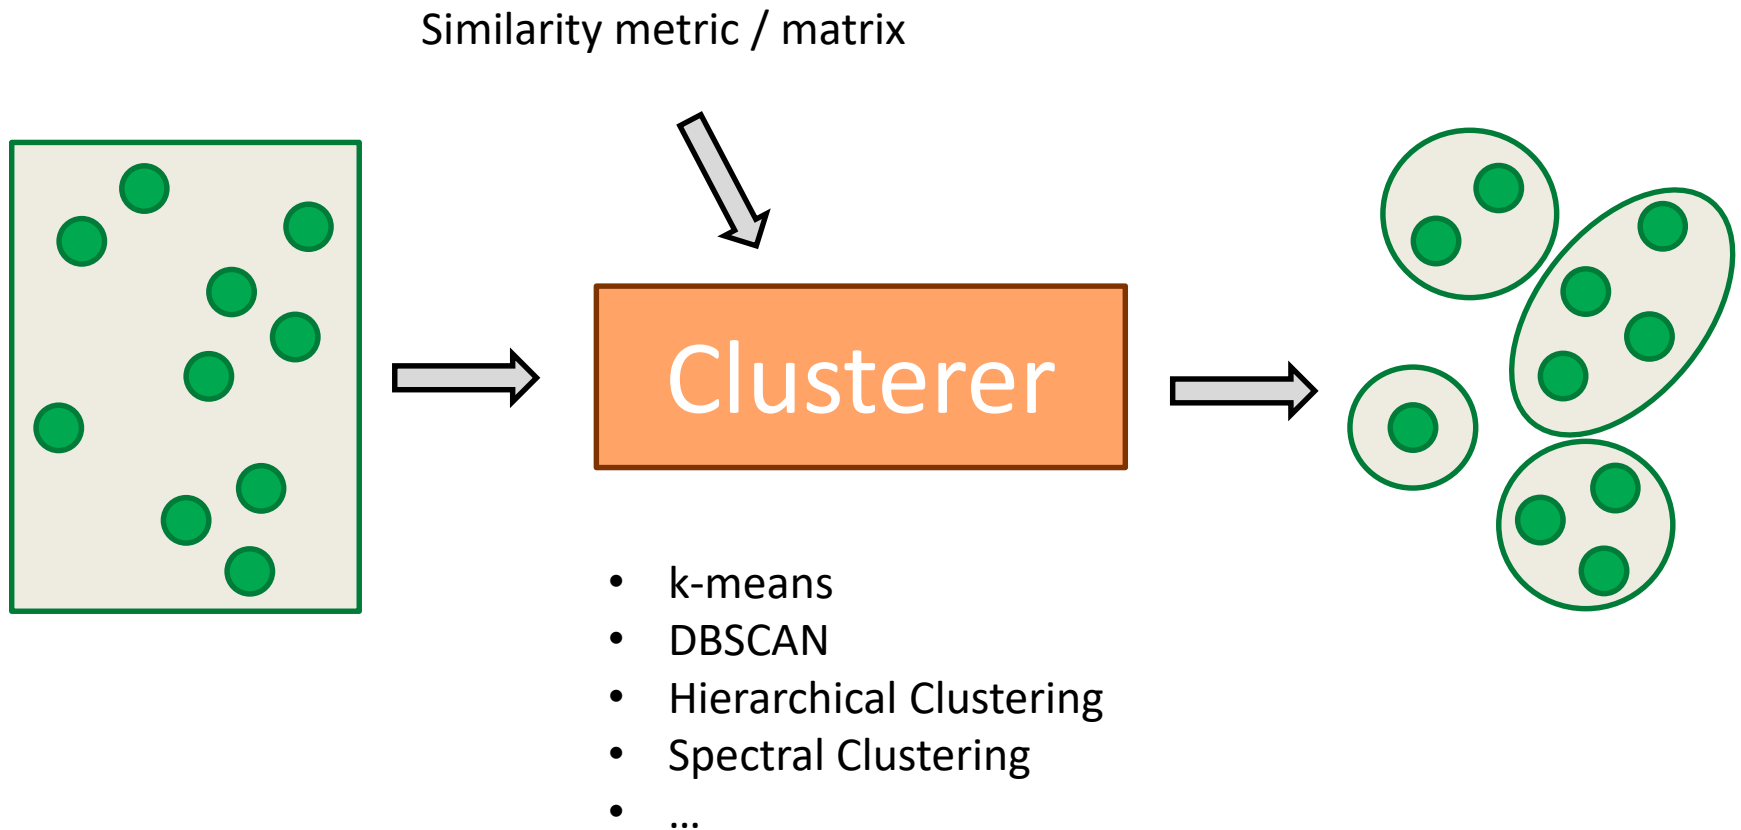 Similarity metric / matrix
Clusterer
• k-means
• DBSCAN
• Hierarchical Clustering
• Spectral Clustering
• …